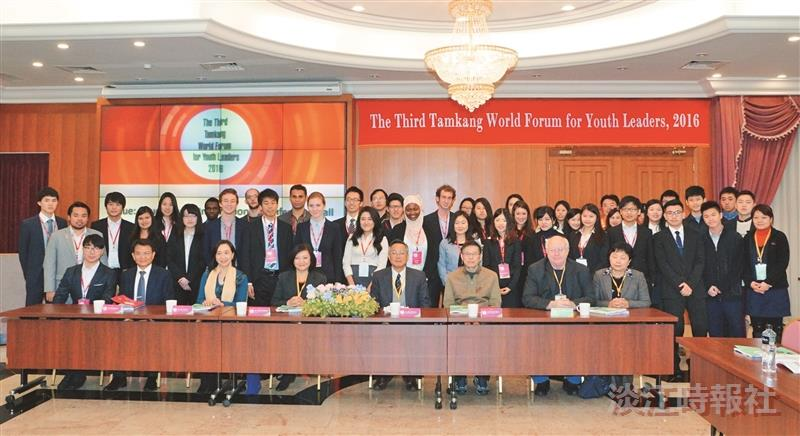 The Third
Tamkang
World Forum
for Youth Leaders
2016
The Third Tamkang World Forum for Youth Leaders, 2016
淡江時報社